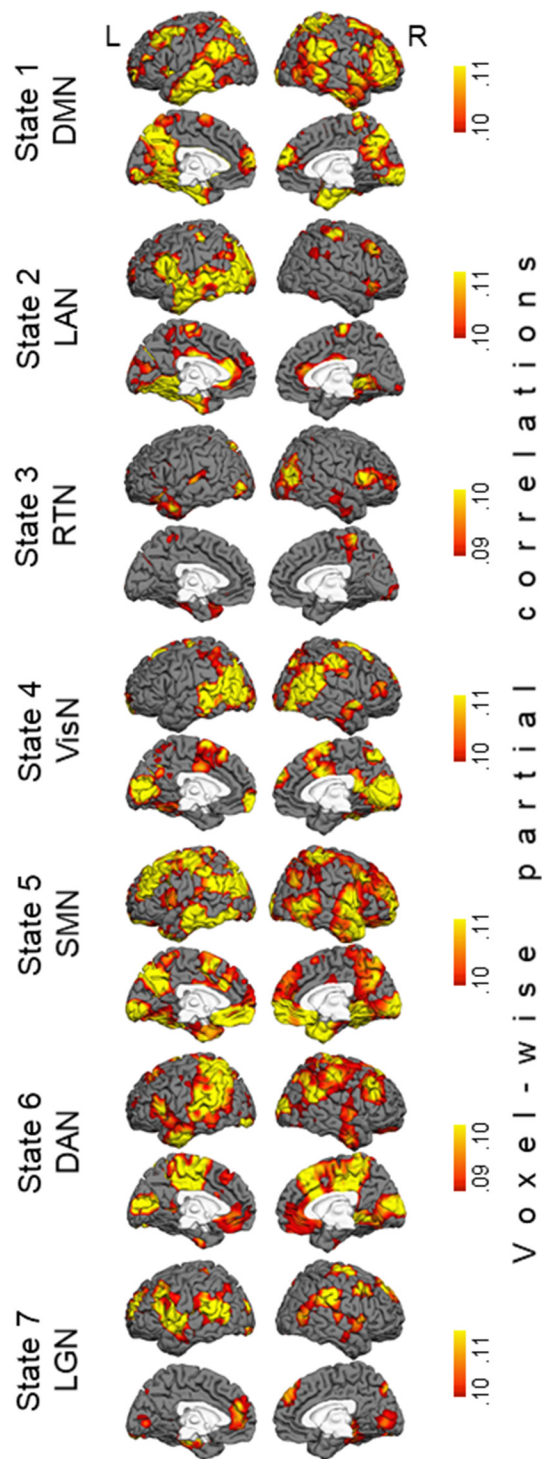 L
R
State 1
DMN
.10 .11
State 2
LAN
.10 .11
State 3
RTN
.09 .10
State 4
VisN
.10 .11
State 5
SMN
.10 .11
State 6
DAN
.09 .10
State 7
LGN
.10 .11
Voxel-wise partial correlations